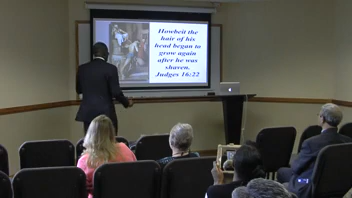 Howbeit the
hair of his
head began to
grow again
after he was
shaven.
Judges 16:22